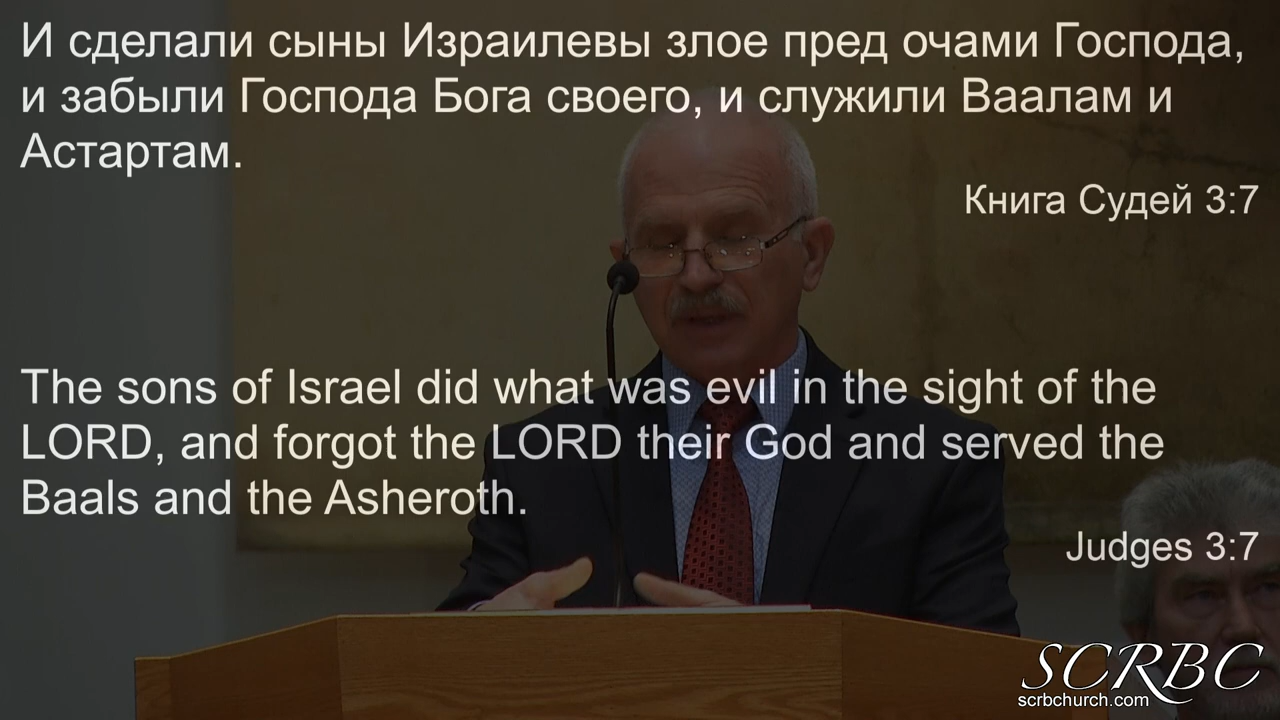 И сделали сыны Израилевы злое пред очами Господа,
и забыли Господа Бога своего, и служили Ваалам и
Астартам.
Книга Судей 3:7
The sons of Israel did what was evil in the sight of the
LORD, and forgot the LORD their God and served the
Baals and the Asheroth.
Judges 3:7
SCRBC
scrbchurch.com